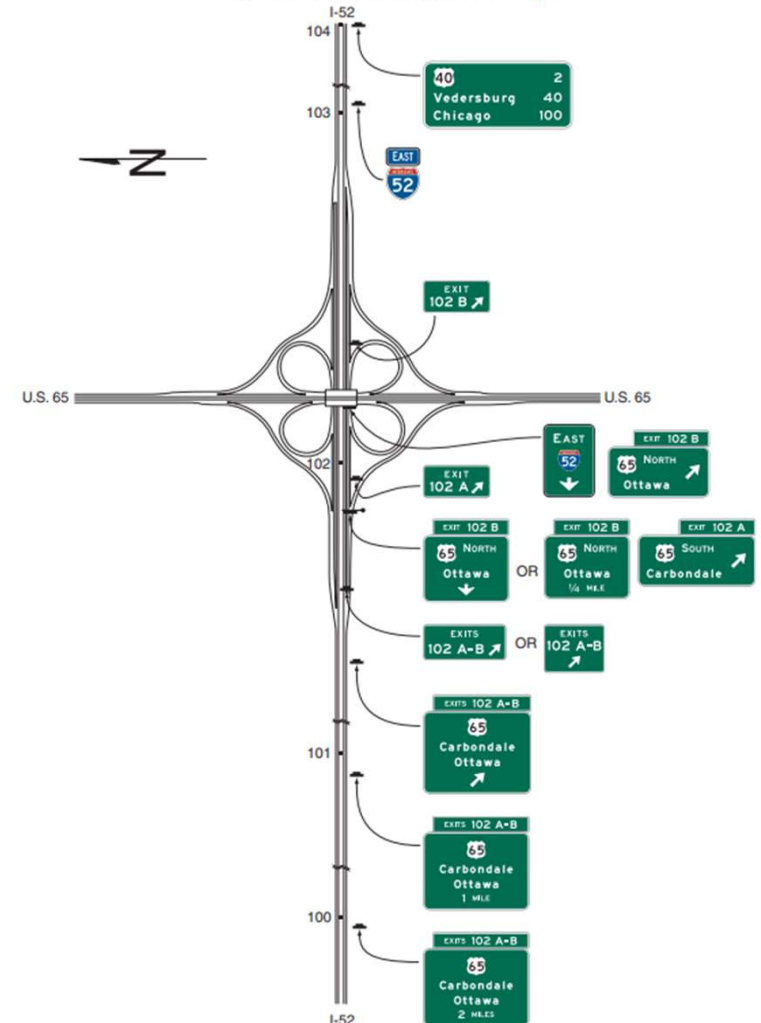 I-52
104
40 2
Vedersburg 40
Chicago 100
103
EAST
INTERSTATE
52
N
EXIT
102 B
U.S. 65
U.S. 65
EAST
52
EXIT 102 B
65 NORTH
Ottawa
102
EXIT
102 A
EXIT 102 B
65 NORTH
Ottawa
OR
EXIT 102 B
65 NORTH
Ottawa
1/4 MILE
EXIT 102 A
65 SOUTH
Carbondale
EXITS
102 A-B
OR
EXITS
102 A-B
EXITS 102 A-B
65
Carbondale
Ottawa
101
EXITS 102 A-B
65
Carbondale
Ottawa
1 MILE
100
EXITS 102 A-B
65
Carbondale
Ottawa
2 MILES
I-52